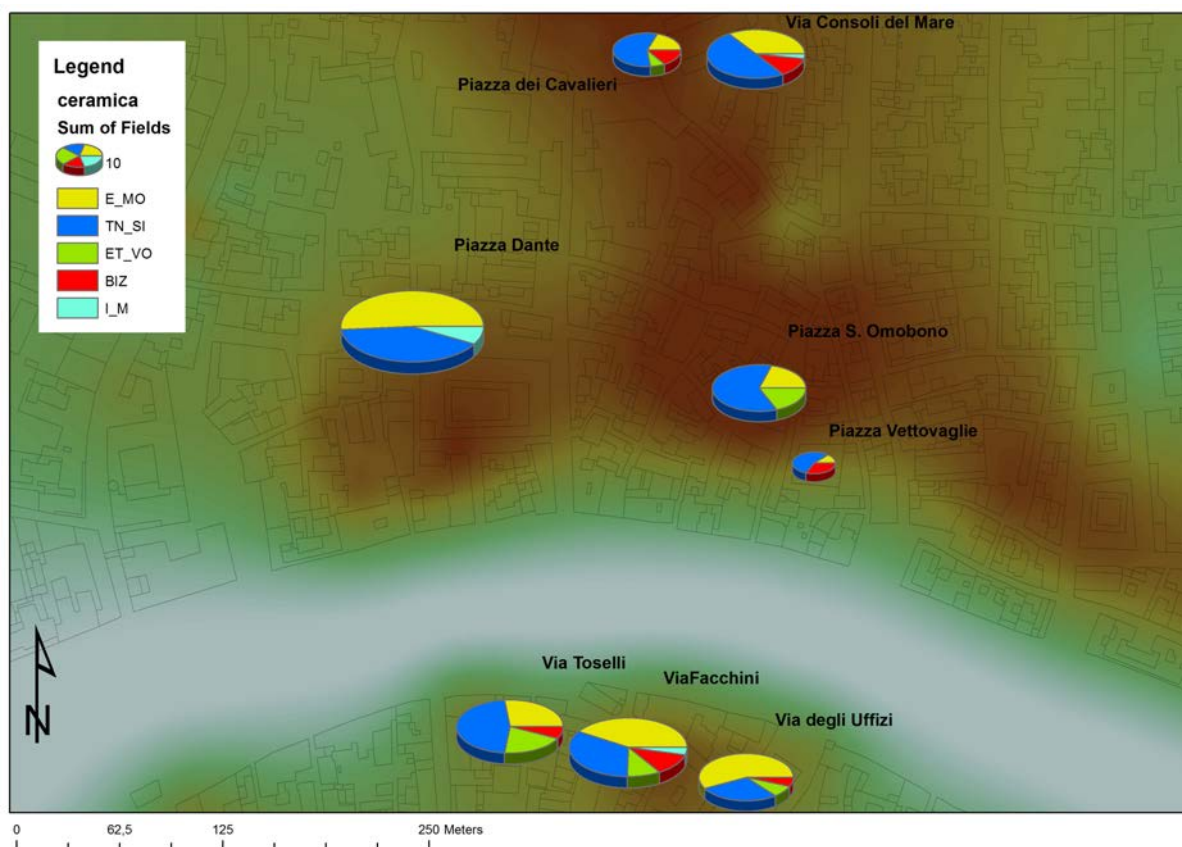 Via Consoli del Mare
Piazza dei Cavalieri
Legend
ceramica
Sum of Fields
10
E_MO
TN_SI
ET_VO
BIZ
I_M
Piazza Dante
Piazza S. Omobono
Piazza Vettovaglie
Via Toselli
ViaFacchini
Via degli Uffizi
N
0 62,5 125 250 Meters